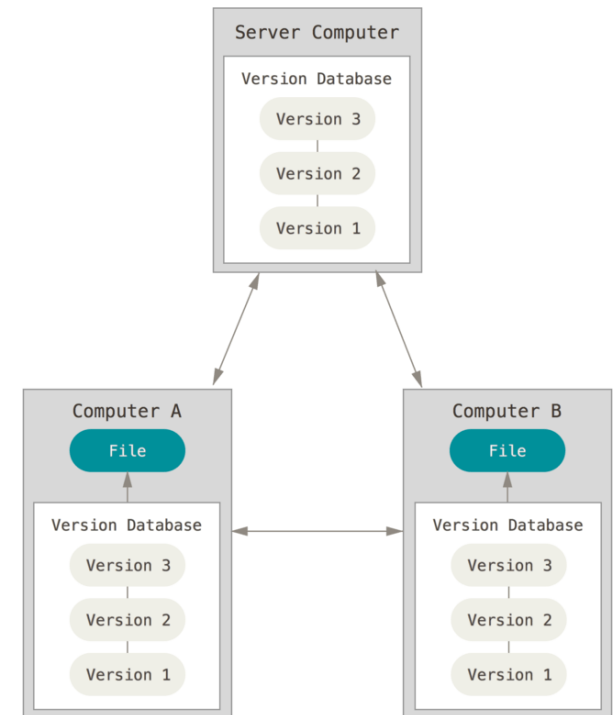 Server Computer
Version Database
Version 3
Version 2
Version 1
Computer A
File
Version Database
Version 3
Version 2
Version 1
Computer B
File
Version Database
Version 3
Version 2
Version 1